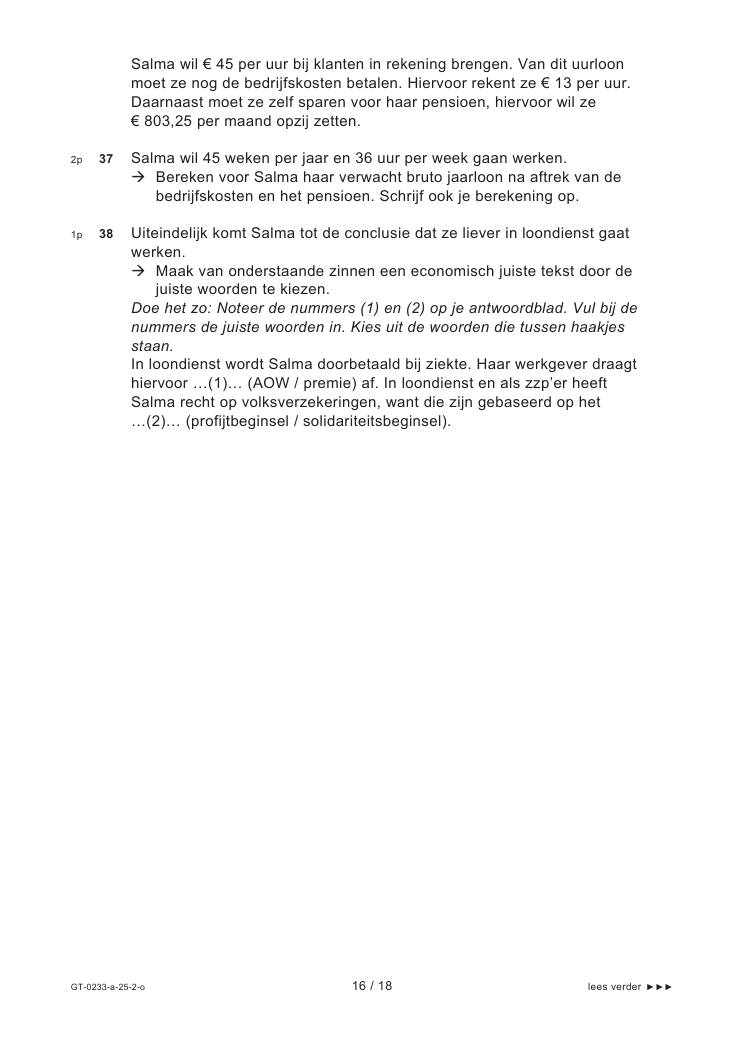 Salma wil € 45 per uur bij klanten in rekening brengen. Van dit uurloon
moet ze nog de bedrijfskosten betalen. Hiervoor rekent ze € 13 per uur.
Daarnaast moet ze zelf sparen voor haar pensioen, hiervoor wil ze
€ 803,25 per maand opzij zetten.
2p 37 Salma wil 45 weken per jaar en 36 uur per week gaan werken.
→ Bereken voor Salma haar verwacht bruto jaarloon na aftrek van de
bedrijfskosten en het pensioen. Schrijf ook je berekening op.
1p 38 Uiteindelijk komt Salma tot de conclusie dat ze liever in loondienst gaat
werken.
→ Maak van onderstaande zinnen een economisch juiste tekst door de
juiste woorden te kiezen.
Doe het zo: Noteer de nummers (1) en (2) op je antwoordblad. Vul bij de
nummers de juiste woorden in. Kies uit de woorden die tussen haakjes
staan.
In loondienst wordt Salma doorbetaald bij ziekte. Haar werkgever draagt
hiervoor …(1)… (AOW / premie) af. In loondienst en als zzp’er heeft
Salma recht op volksverzekeringen, want die zijn gebaseerd op het
…(2)… (profijtbeginsel / solidariteitsbeginsel).
GT-0233-a-25-2-o 16 / 18 lees verder ►►►